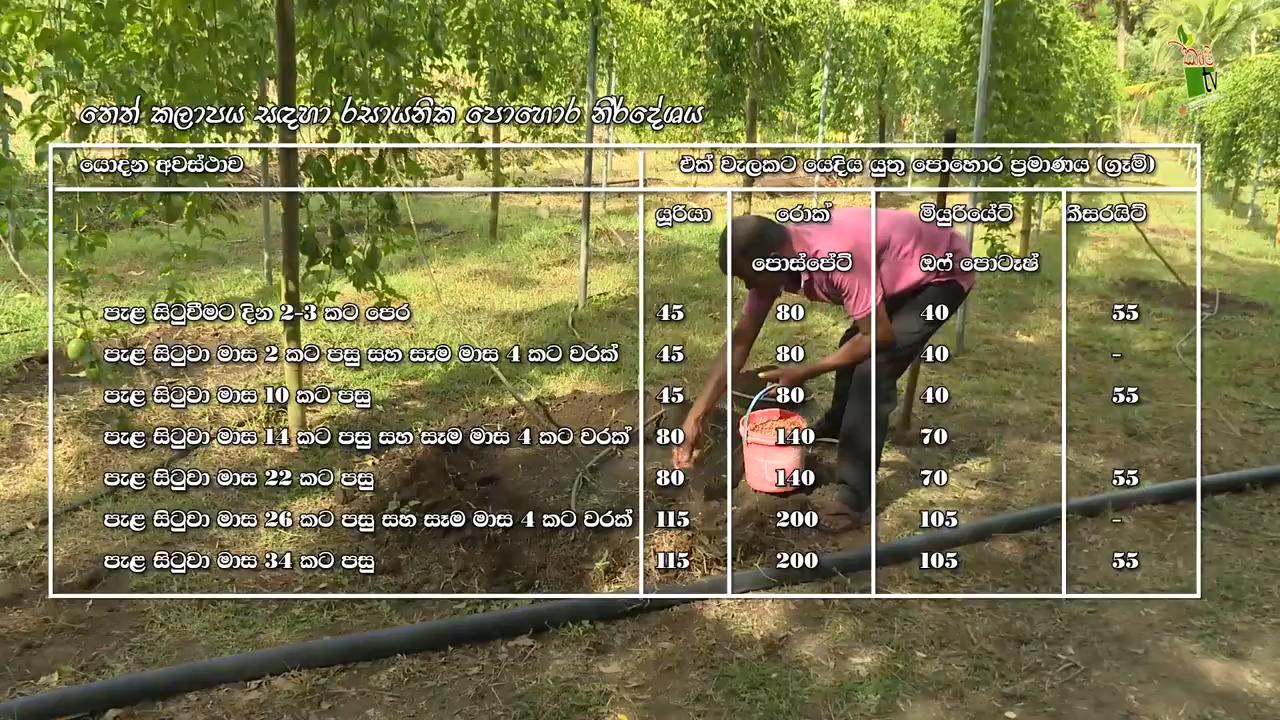 කෘෂි
tv
තෙත් කලාපය සඳහා රසායනික පොහොර නිර්දේශය
යොදන අවස්ථාව එක් වැලකට යෙදිය යුතු පොහොර ප්‍රමාණය (ග්‍රෑම්)
යූරියා රොක් මියුරියේට් කීසරයිට්
පොස්පේට් ඔෆ් පොටෑෂ්
පැළ සිටුවීමට දින 2-3 කට පෙර 45 80 40 55
පැළ සිටුවා මාස 2 කට පසු සහ සෑම මාස 4 කට වරක් 45 80 40 -
පැළ සිටුවා මාස 10 කට පසු 45 80 40 55
පැළ සිටුවා මාස 14 කට පසු සහ සෑම මාස 4 කට වරක් 80 140 70
පැළ සිටුවා මාස 22 කට පසු 80 140 70 55
පැළ සිටුවා මාස 26 කට පසු සහ සෑම මාස 4 කට වරක් 115 200 105 -
පැළ සිටුවා මාස 34 කට පසු 115 200 105 55